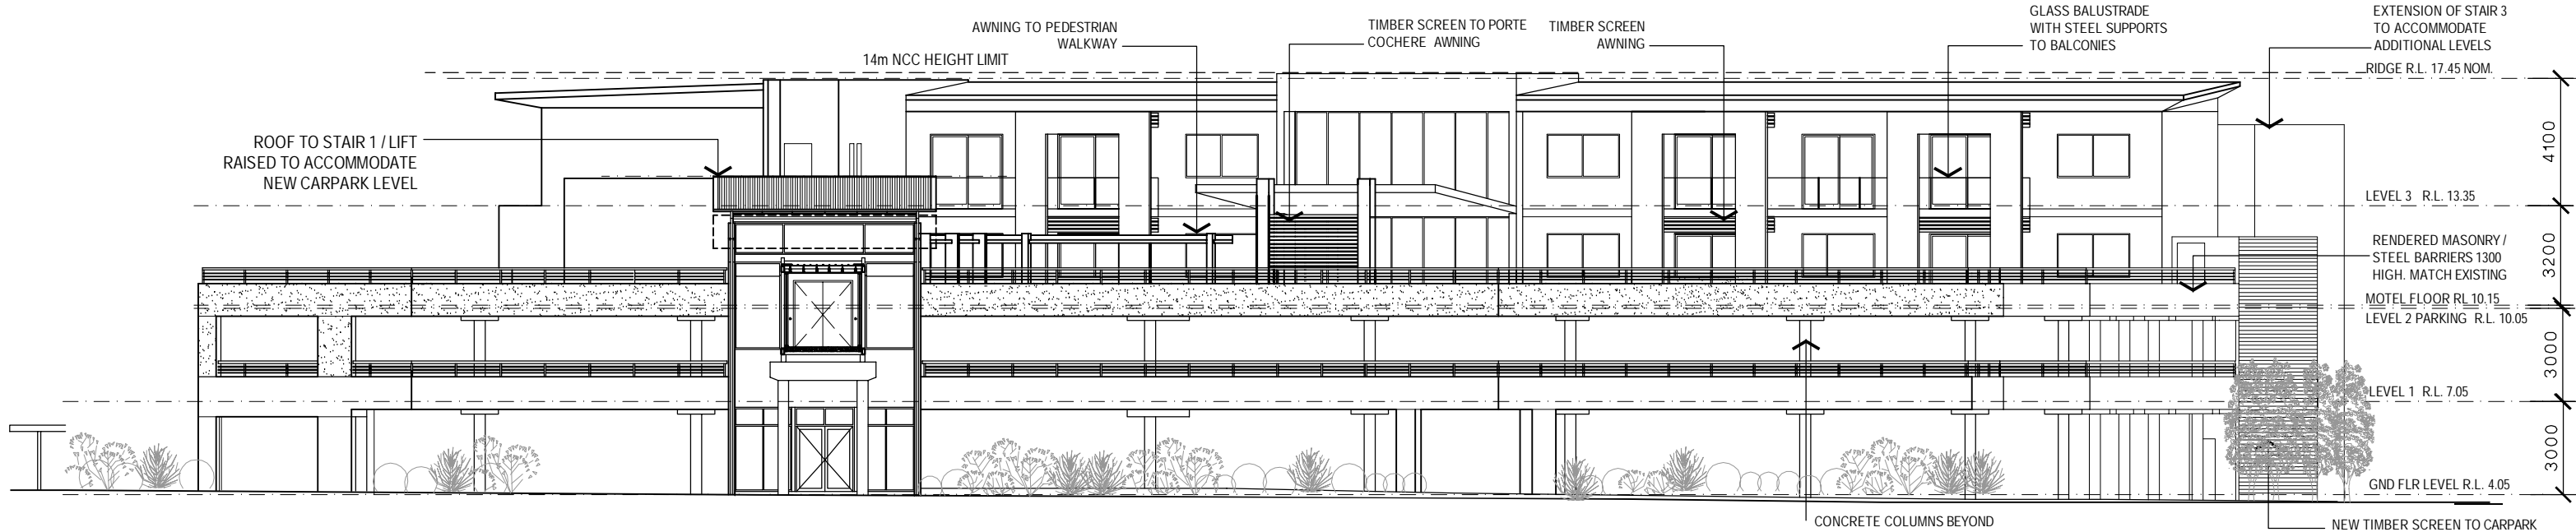 AWNING TO PEDESTRIAN
WALKWAY
14m NCC HEIGHT LIMIT
TIMBER SCREEN TO PORTE
COCHERE AWNING
TIMBER SCREEN
AWNING
GLASS BALUSTRADE
WITH STEEL SUPPORTS
TO BALCONIES
EXTENSION OF STAIR 3
TO ACCOMMODATE
ADDITIONAL LEVELS
RIDGE R.L. 17.45 NOM.
ROOF TO STAIR 1 / LIFT
RAISED TO ACCOMMODATE
NEW CARPARK LEVEL
4100
LEVEL 3 R.L. 13.35
RENDERED MASONRY /
STEEL BARRIERS 1300
HIGH. MATCH EXISTING
3200
MOTEL FLOOR RL 10.15
LEVEL 2 PARKING R.L. 10.05
3000
LEVEL 1 R.L. 7.05
3000
GND FLR LEVEL R.L. 4.05
CONCRETE COLUMNS BEYOND
NEW TIMBER SCREEN TO CARPARK